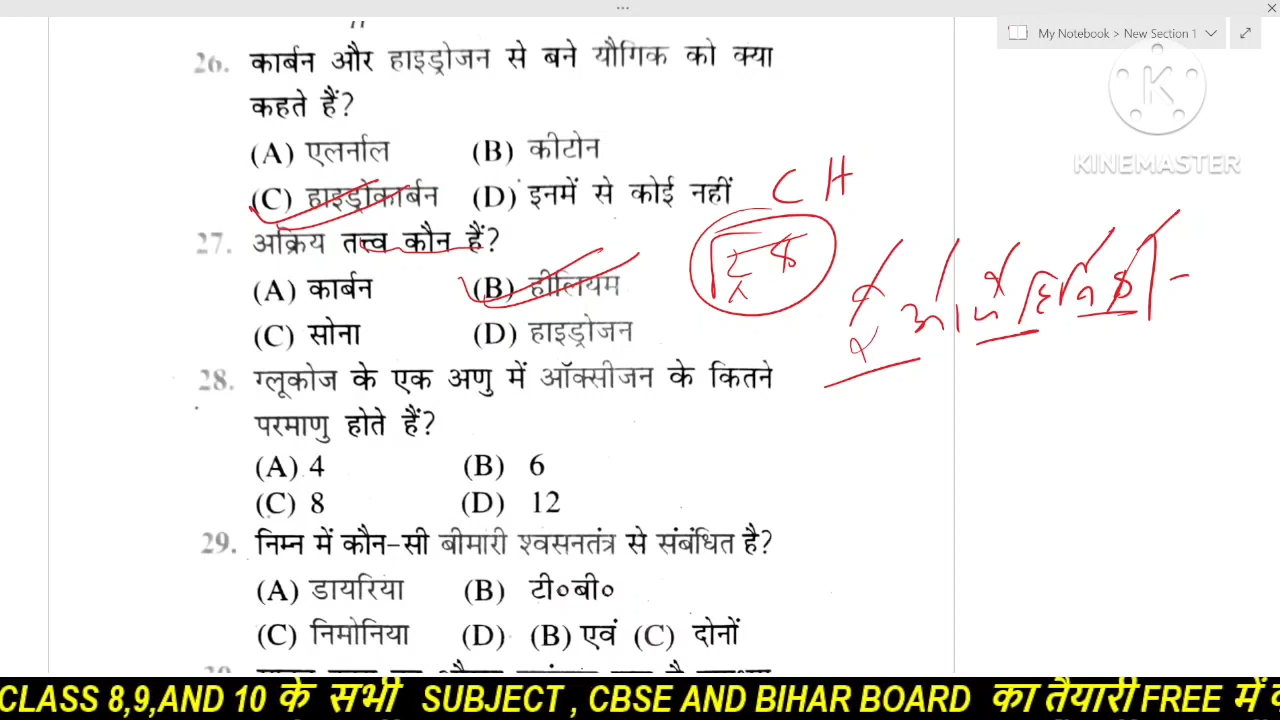 My Notebook > New Section 1
KINEMASTER
26. कार्बन और हाइड्रोजन से बने यौगिक को क्या
कहते हैं?
(A) एलर्नाल (B) कीटोन
(C) हाइड्रोकार्बन (D) इनमें से कोई नहीं
C H
27. अक्रिय तत्त्व कौन हैं?
(A) कार्बन (B) हीलियम
(C) सोना (D) हाइड्रोजन
28. ग्लूकोज के एक अणु में ऑक्सीजन के कितने
परमाणु होते हैं?
(A) 4 (B) 6
(C) 8 (D) 12
29. निम्न में कौन-सी बीमारी श्वसनतंत्र से संबंधित है?
(A) डायरिया (B) टी०बी०
(C) निमोनिया (D) (B) एवं (C) दोनों
CLASS 8,9,AND 10 के सभी SUBJECT , CBSE AND BIHAR BOARD का तैयारी FREE में